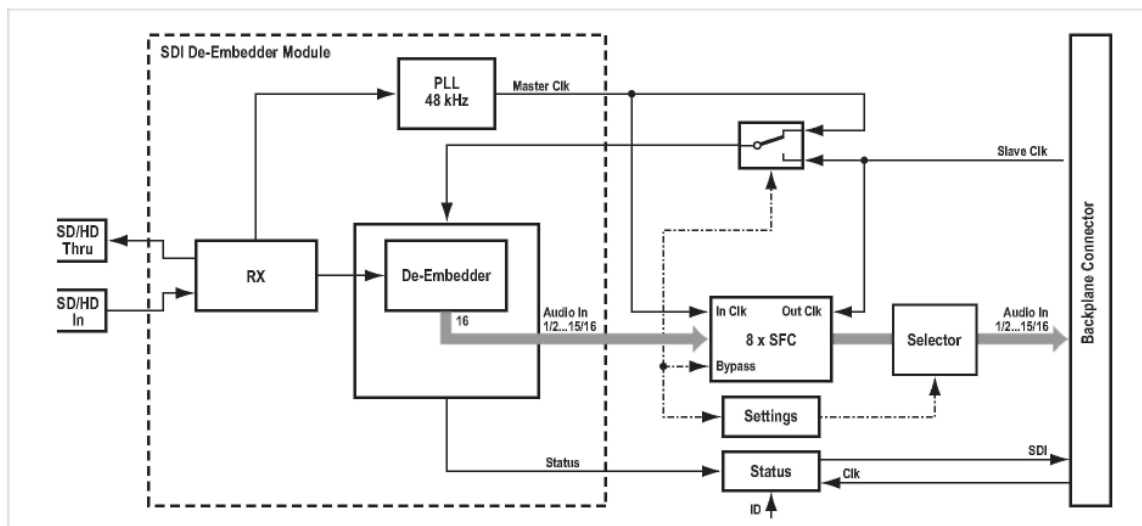 SDI De-Embedder Module
PLL
48 kHz
Master Clk
Slave Clk
SD/HD
Thru
RX
De-Embedder
SD/HD
In
16
Audio In
1/2...15/16
In Clk
Out Clk
8 x SFC
Bypass
Selector
Audio In
1/2...15/16
Backplane Connector
Settings
Status
Status
SDI
Clk
ID